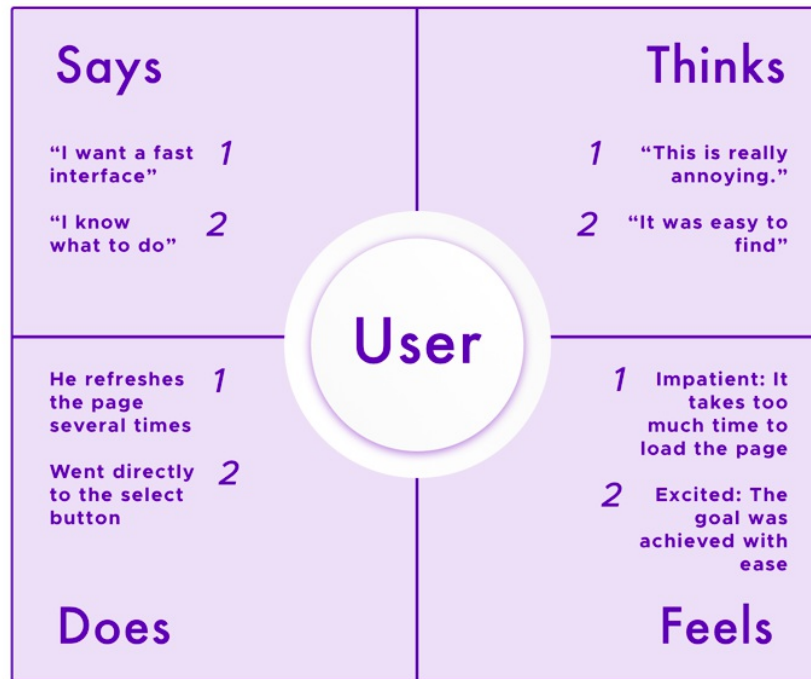 Says
“I want a fast
interface”
1
“I know
what to do”
2
Thinks
1
“This is really
annoying.”
2
“It was easy to
find”
User
He refreshes
the page
several times
1
Went directly
to the select
button
2
Does
1
Impatient: It
takes too
much time to
load the page
2
Excited: The
goal was
achieved with
ease
Feels